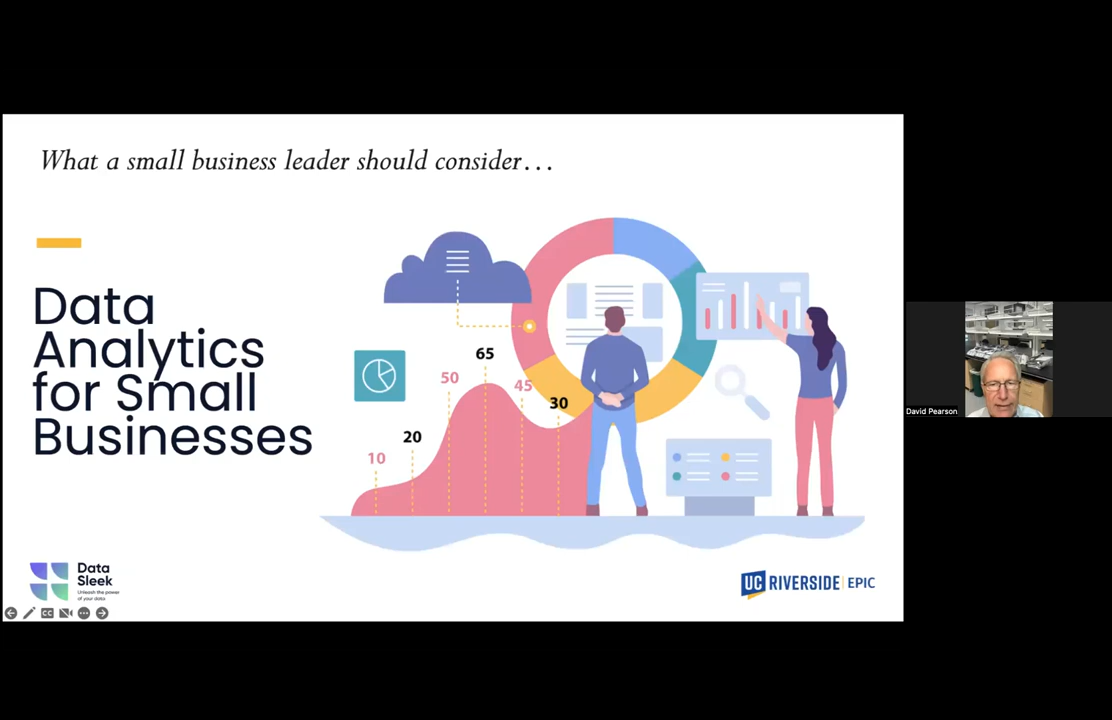 What a small business leader should consider...
Data
Analytics
for Small
Businesses
10
20
50
65
45
30
Data
Sleek
Unleash the power
of your data
CC
UC RIVERSIDE EPIC
David Pearson